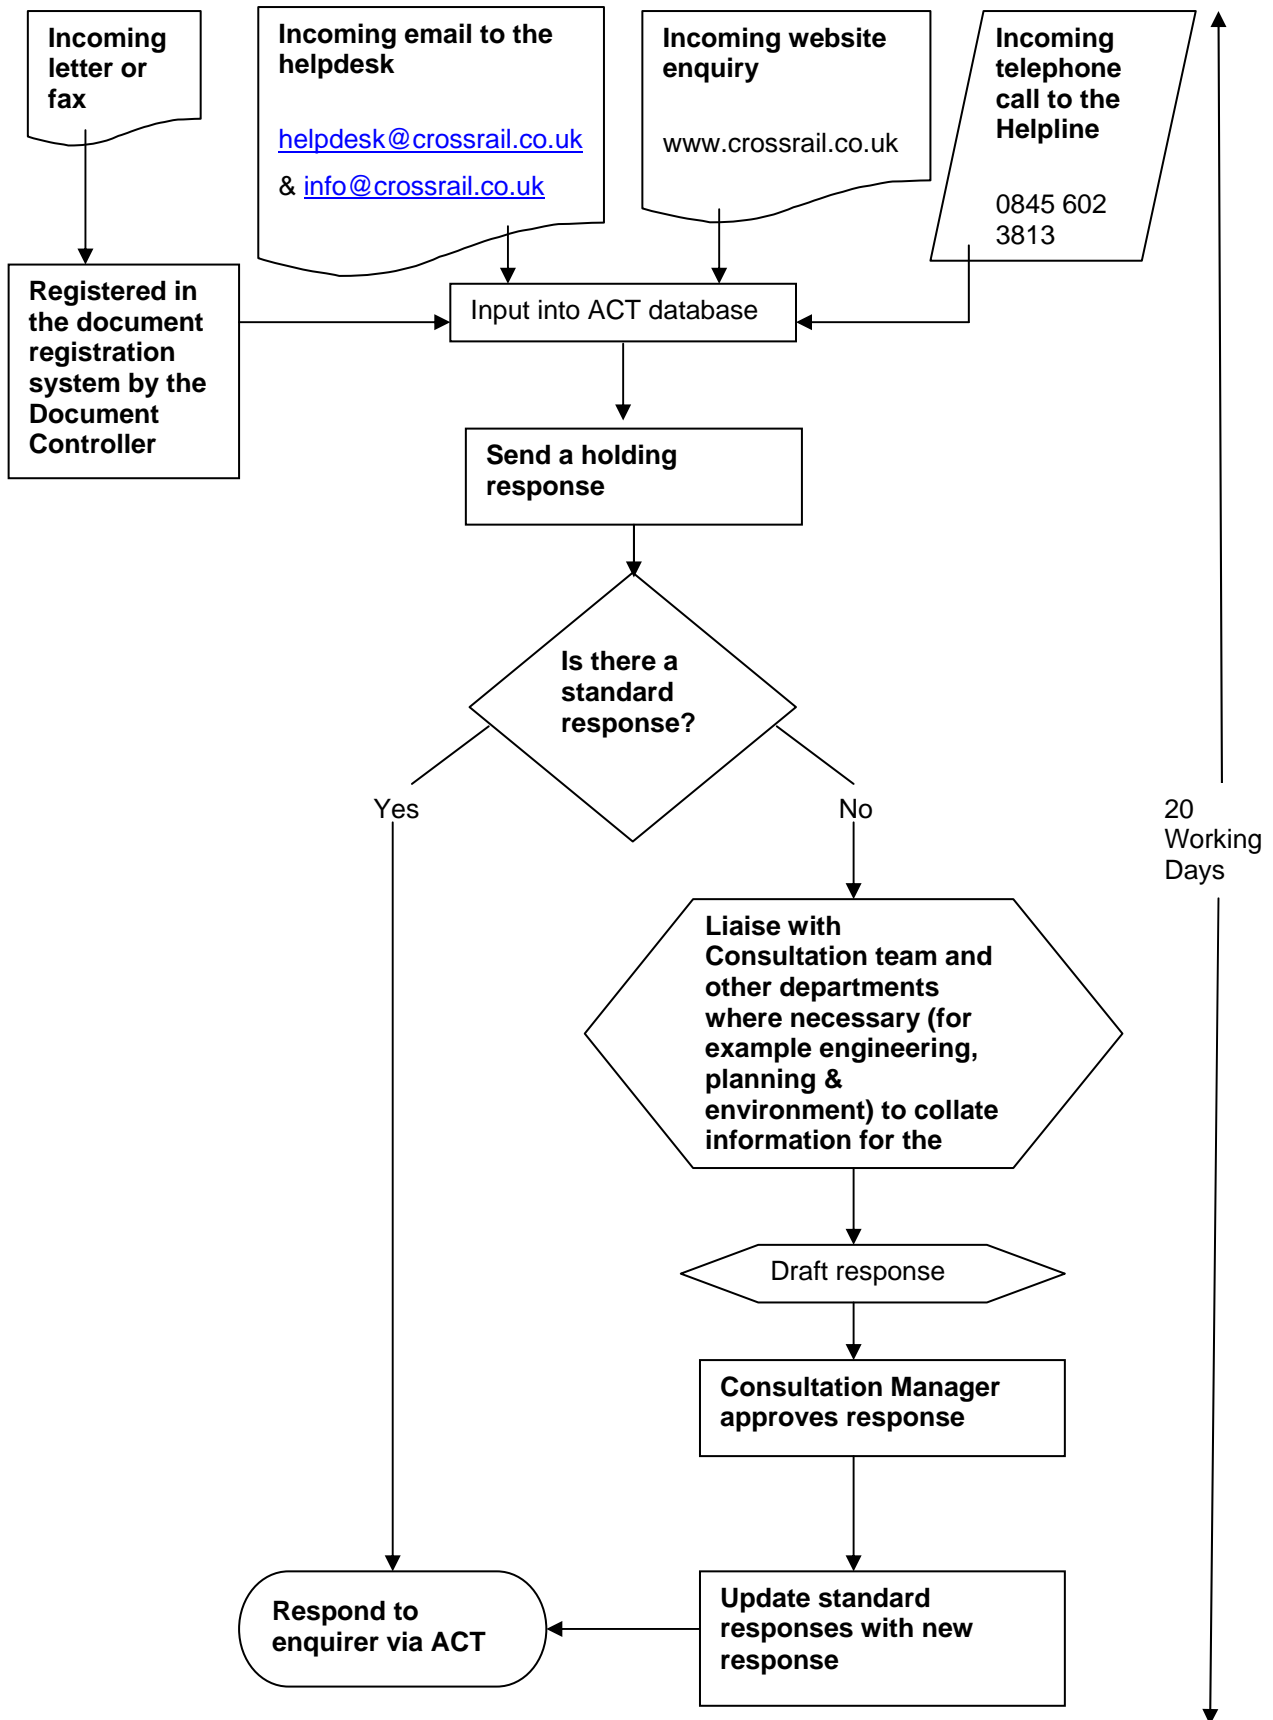 Incoming
letter or
fax
Incoming email to the
helpdesk
helpdesk@crossrail.co.uk
& info@crossrail.co.uk
Incoming website
enquiry
www.crossrail.co.uk
Incoming
telephone
call to the
Helpline
0845 602
3813
Registered in
the document
registration
system by the
Document
Controller
Input into ACT database
Send a holding
response
Is there a
standard
response?
Yes
No
20
Working
Days
Liaise with
Consultation team and
other departments
where necessary (for
example engineering,
planning &
environment) to collate
information for the
Draft response
Consultation Manager
approves response
Respond to
enquirer via ACT
Update standard
responses with new
response